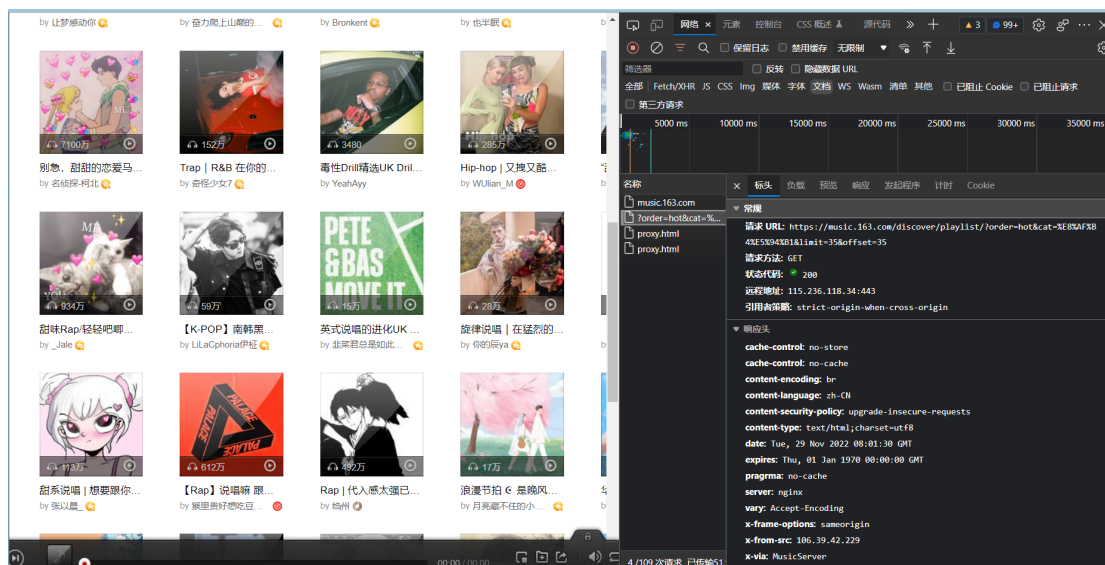 by 让梦感动你
by 奋力爬上山巅的...
by Bronkent
by 也半眠
7100万
152万
3480
285万
别急，甜甜的恋爱马...
Trap｜R&B 在你的...
毒性Drill精选UK Dril...
Hip-hop | 又拽又酷...
by 名侦探-柯北
by 奇怪少女7
by YeahAyy
by WUlian_M
PETE
& BAS
MOVE IT
934万
59万
15万
28万
甜味Rap/轻轻吧唧...
【K-POP】南韩黑...
英式说唱的进化UK ...
旋律说唱｜在猛烈的...
by _Jale
by LiLaCphoria伊柾
by 韭菜君总是如此...
by 你的辰ya
PALACE
PALACE
PALACE
113万
612万
492万
17万
甜系说唱 | 想要跟你...
【Rap】说唱嘛 跟...
Rap | 代入感太强已...
浪漫节拍 ☪ 是晚风...
by 张以晨_
by 猴里贵好想吃豆...
by 绝州
by 月亮藏不住的小...
00:00 / 00:00
网络
元素
控制台
CSS 概述
源代码
3
99+
保留日志
禁用缓存
无限制
筛选器
反转
隐藏数据 URL
全部 Fetch/XHR JS CSS Img 媒体 字体 文档 WS Wasm 清单 其他 已阻止 Cookie 已阻止请求
第三方请求
5000 ms 10000 ms 15000 ms 20000 ms 25000 ms 30000 ms 35000 ms
名称
music.163.com
?order=hot&cat=%...
proxy.html
proxy.html
标头 负载 预览 响应 发起程序 计时 Cookie
常规
请求 URL: https://music.163.com/discover/playlist/?order=hot&cat=%E8%AF%B
4%E5%94%B1&limit=35&offset=35
请求方法: GET
状态代码: 200
远程地址: 115.236.118.34:443
引用者策略: strict-origin-when-cross-origin
响应头
cache-control: no-store
cache-control: no-cache
content-encoding: br
content-language: zh-CN
content-security-policy: upgrade-insecure-requests
content-type: text/html;charset=utf8
date: Tue, 29 Nov 2022 08:01:30 GMT
expires: Thu, 01 Jan 1970 00:00:00 GMT
pragrma: no-cache
server: nginx
vary: Accept-Encoding
x-frame-options: sameorigin
x-from-src: 106.39.42.229
x-via: MusicServer
4 /109 次请求 已传输51